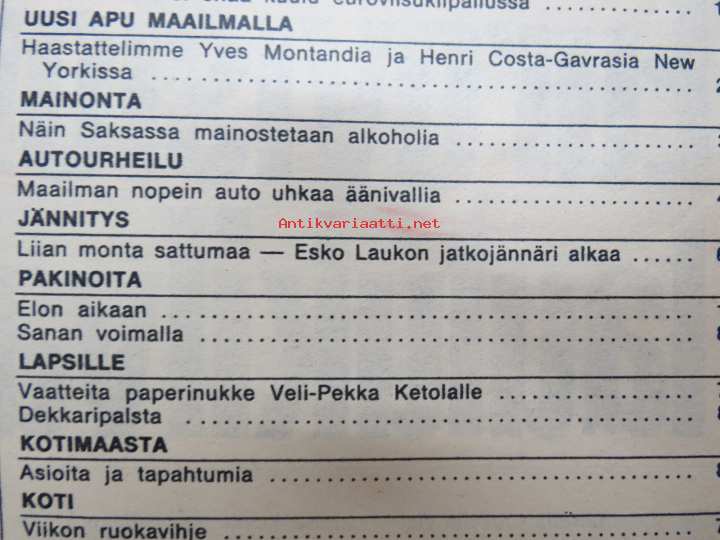 UUSI APU MAAILMALLA
Haastattelimme Yves Montandia ja Henri Costa-Gavrasia New
Yorkissa
MAINONTA
Näin Saksassa mainostetaan alkoholia
AUTOURHEILU
Maailman nopein auto uhkaa äänivallia
JÄNNITYS
Antikvariaatti.net
Liian monta sattumaa — Esko Laukon jatkojännäri alkaa
PAKINOITA
Elon aikaan
Sanan voimalla
LAPSILLE
Vaatteita paperinukke Veli-Pekka Ketolalle
Dekkaripalsta
KOTIMAASTA
Asioita ja tapahtumia
KOTI
Viikon ruokavihje